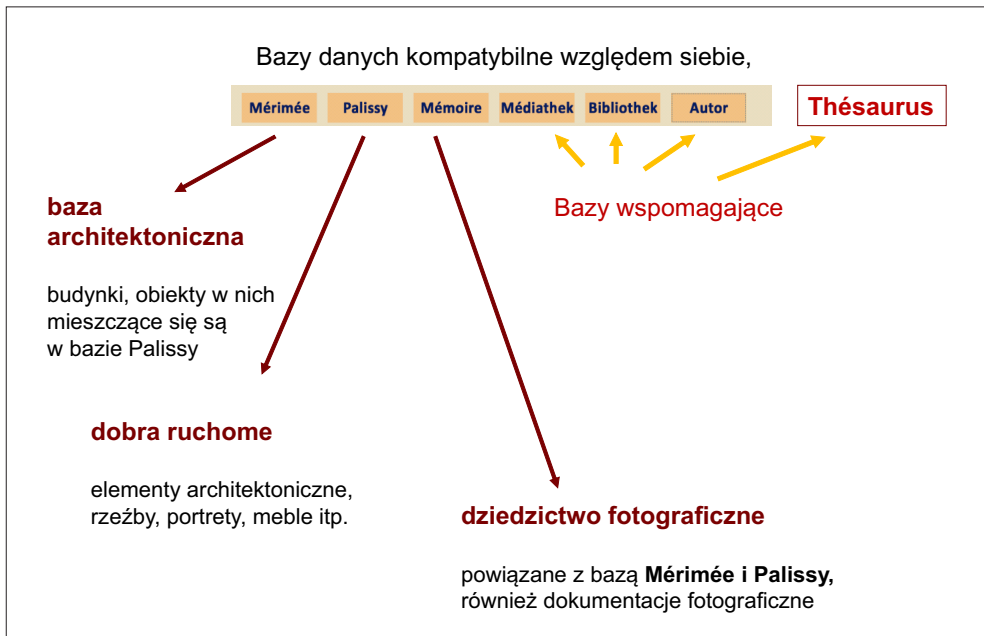 Bazy danych kompatybilne względem siebie,
Mérimée Palissy Mémoire Médiathek Bibliothek Autor Thésaurus
Bazy wspomagające
baza
architektoniczna
budynki, obiekty w nich
mieszczące się są
w bazie Palissy
dobra ruchome
elementy architektoniczne,
rzeźby, portrety, meble itp.
dziedzictwo fotograficzne
powiązane z bazą Mérimée i Palissy,
również dokumentacje fotograficzne